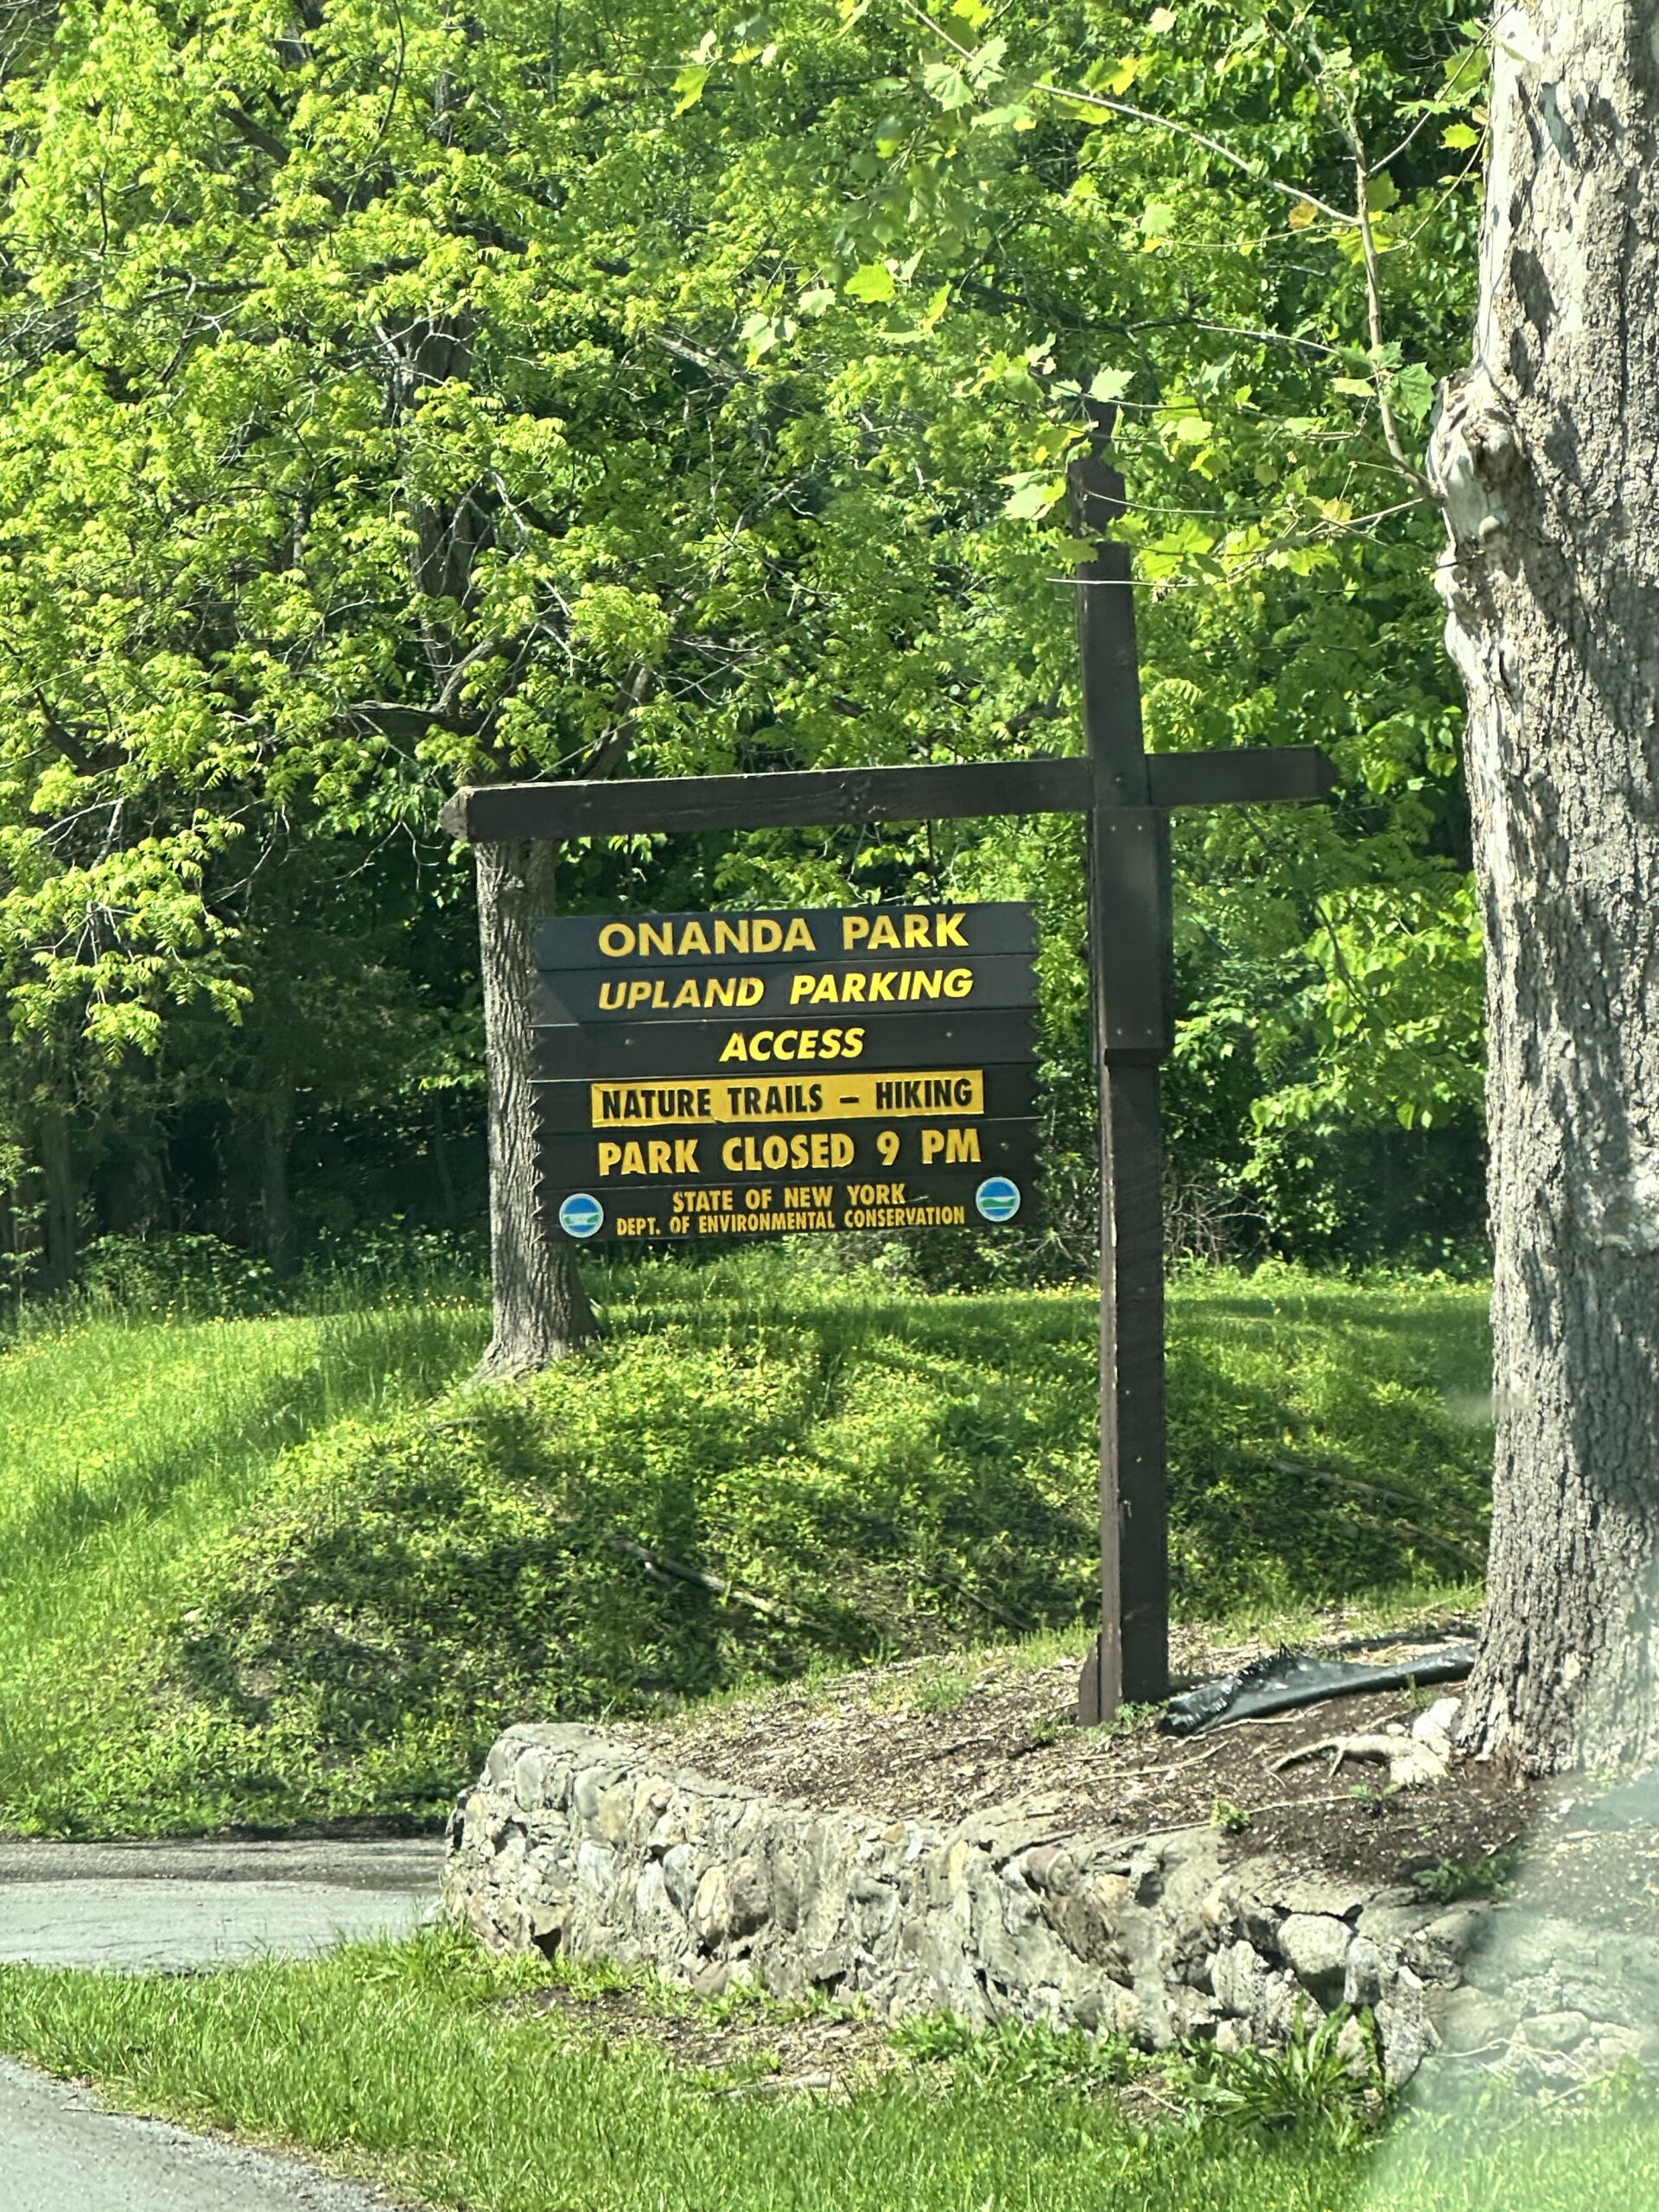 ONANDA PARK
UPLAND PARKING
ACCESS
NATURE TRAILS – HIKING
PARK CLOSED 9 PM
STATE OF NEW YORK
DEPT. OF ENVIRONMENTAL CONSERVATION